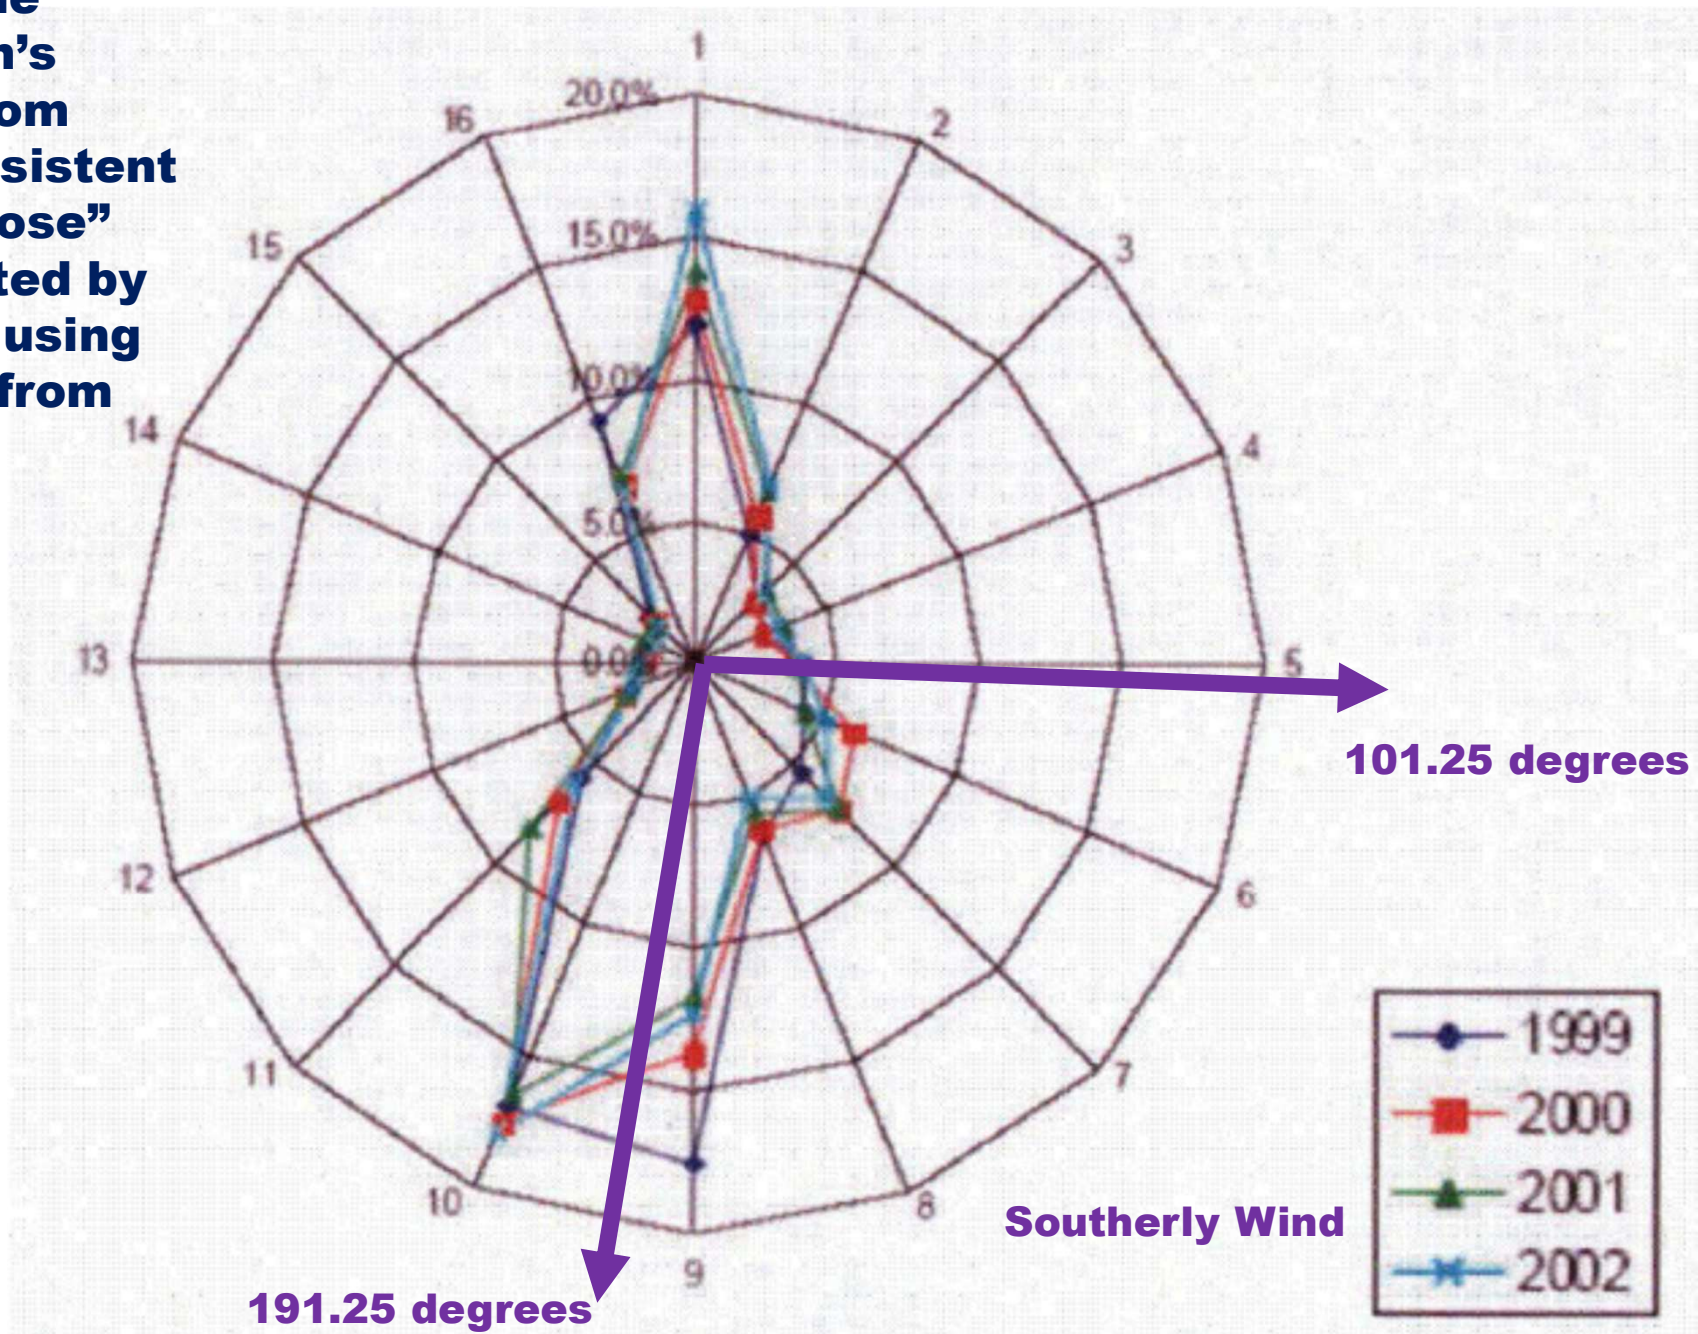 n's
om
sistent
ose”
ted by
using
from
1
20.0%
16
2
15.0%
15
3
10.0%
14
4
5.0%
13
0.0%
5
101.25 degrees
12
6
11
7
10
8
Southerly Wind
9
191.25 degrees
1999
2000
2001
2002